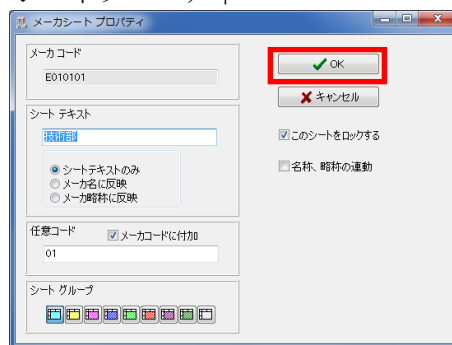 メーカシート プロパティ
メーカ コード
E010101
OK
キャンセル
シート テキスト
技術部
このシートをロックする
シートテキストのみ
メーカ名に反映
メーカ略称に反映
名称、略称の連動
任意コード
メーカコードに付加
01
シート グループ